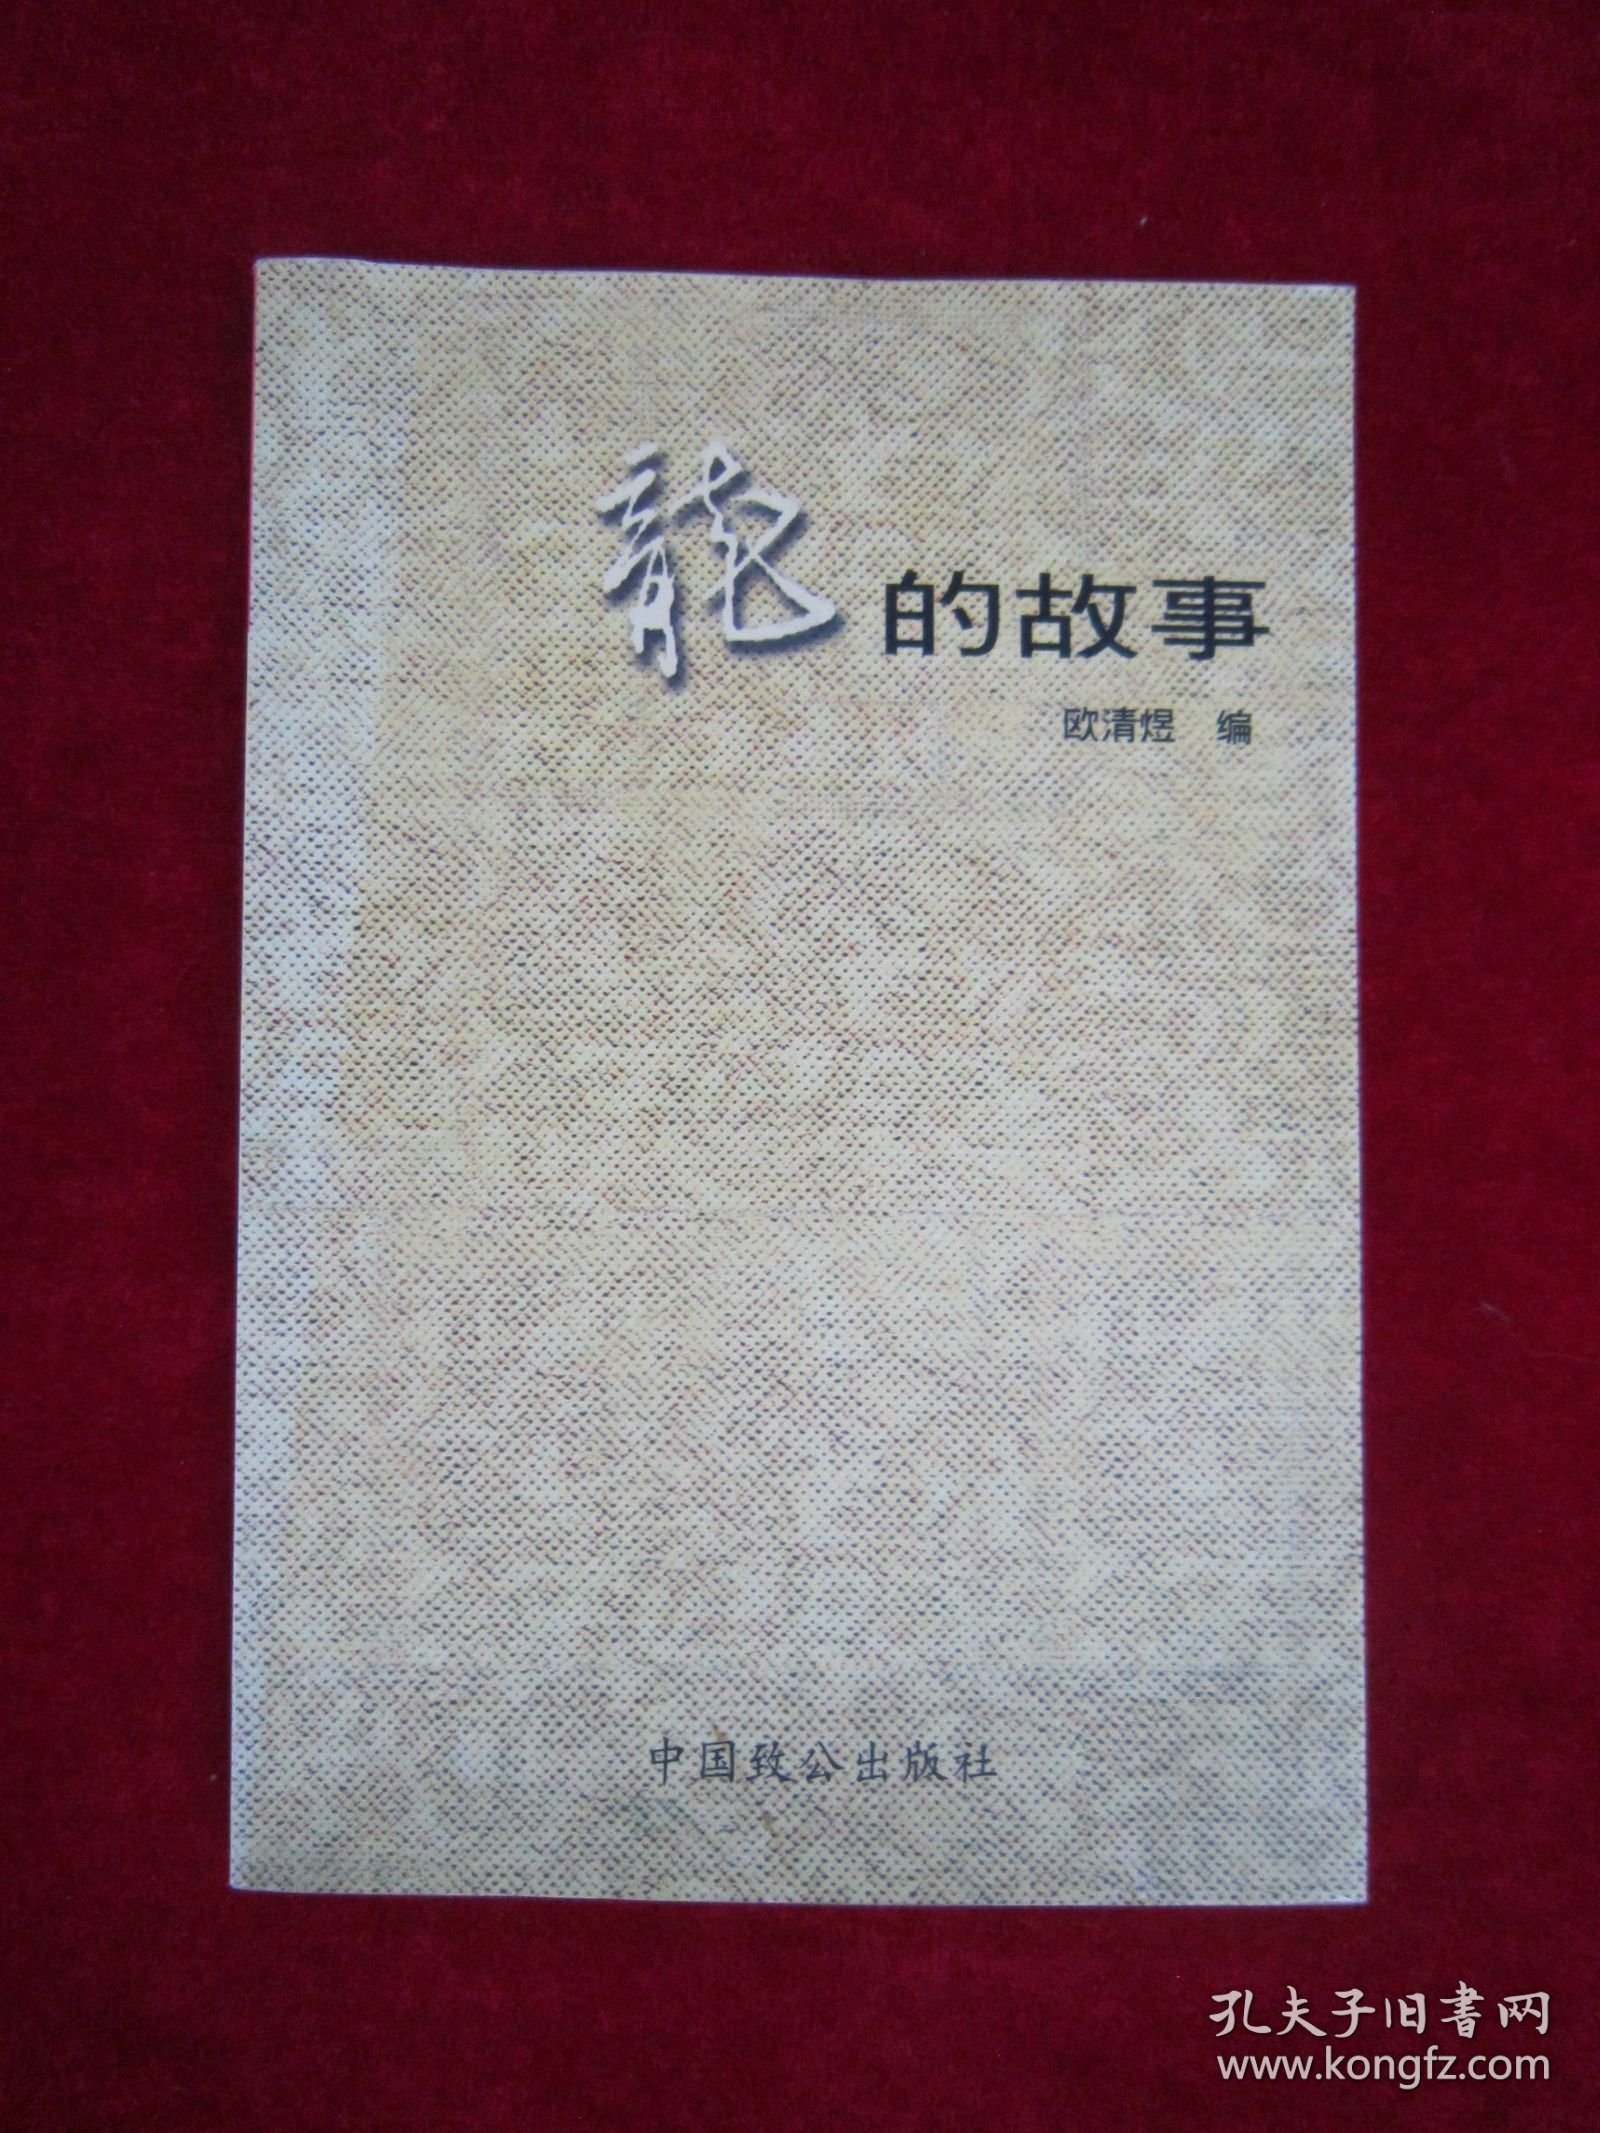 龍的故事
欧清煜 编
中国致公出版社
孔夫子旧书网
www.kongfz.com